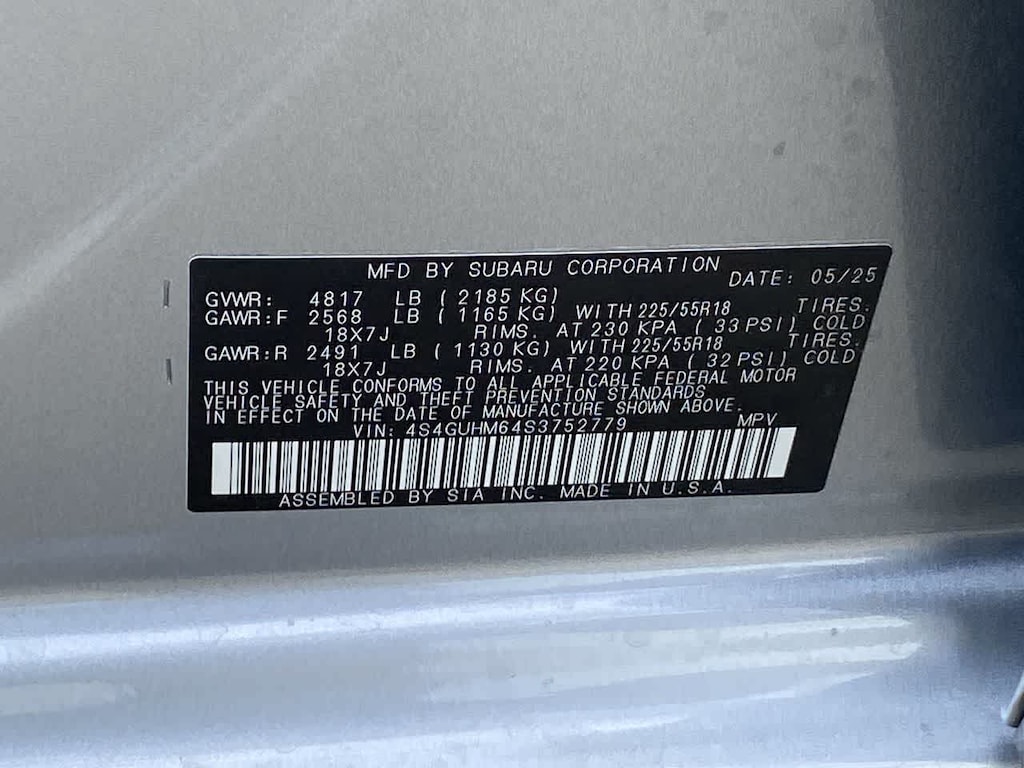 MFD BY SUBARU CORPORATION DATE: 05/25
GVWR: 4817 LB ( 2185 KG)
GAWR:F 2568 LB ( 1165 KG) WITH 225/55R18 TIRES.
18X7J RIMS. AT 230 KPA ( 33 PSI) COLD
GAWR:R 2491 LB ( 1130 KG) WITH 225/55R18 TIRES.
18X7J RIMS. AT 220 KPA ( 32 PSI) COLD
THIS VEHICLE CONFORMS TO ALL APPLICABLE FEDERAL MOTOR
VEHICLE SAFETY AND THEFT PREVENTION STANDARDS
IN EFFECT ON THE DATE OF MANUFACTURE SHOWN ABOVE.
VIN: 4S4GUHM64S3752779 MPV
ASSEMBLED BY SIA INC. MADE IN U.S.A.